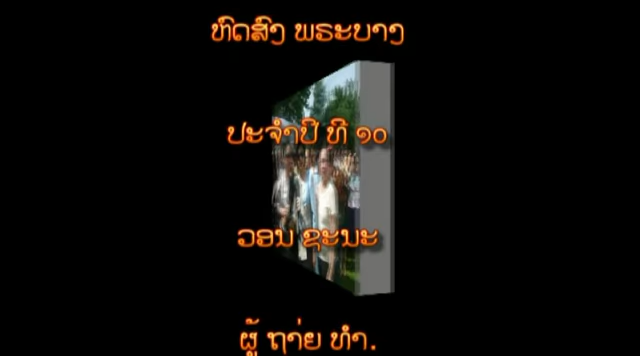 ຫົດສົງ ພຣະບາງ
ປະຈຳປີ ທີ ໑໐
ວອນ ຊະນະ
ຜູ້ ຖ່າຍ ທຳ.